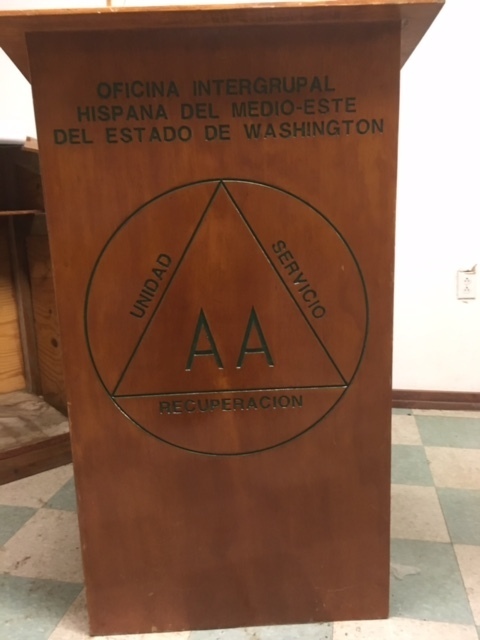 OFICINA INTERGRUPAL
HISPANA DEL MEDIO-ESTE
DEL ESTADO DE WASHINGTON
UNIDAD
SERVICIO
AA
RECUPERACION